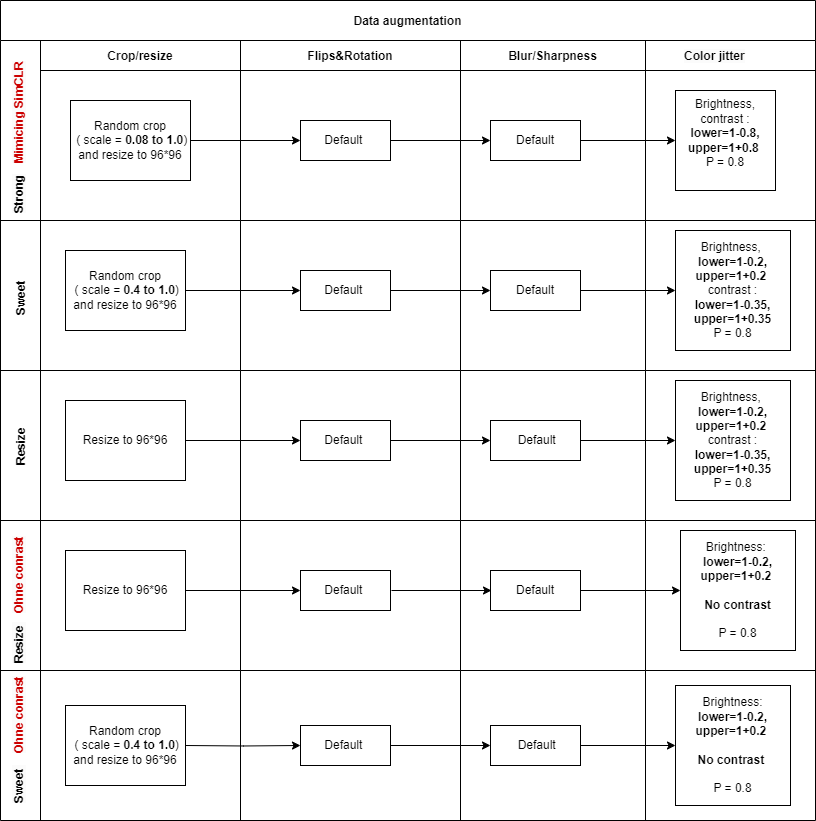 Data augmentation
Crop/resize
Flips&Rotation
Blur/Sharpness
Color jitter
Strong Mimicing SimCLR
Random crop
( scale = 0.08 to 1.0)
and resize to 96*96
Default
Default
Brightness,
contrast :
lower=1-0.8,
upper=1+0.8
P = 0.8
Sweet
Random crop
( scale = 0.4 to 1.0)
and resize to 96*96
Default
Default
Brightness,
lower=1-0.2,
upper=1+0.2
contrast :
lower=1-0.35,
upper=1+0.35
P = 0.8
Resize
Resize to 96*96
Default
Default
Brightness,
lower=1-0.2,
upper=1+0.2
contrast :
lower=1-0.35,
upper=1+0.35
P = 0.8
Resize Ohne conrast
Resize to 96*96
Default
Default
Brightness:
lower=1-0.2,
upper=1+0.2
No contrast
P = 0.8
Sweet Ohne conrast
Random crop
( scale = 0.4 to 1.0)
and resize to 96*96
Default
Default
Brightness:
lower=1-0.2,
upper=1+0.2
No contrast
P = 0.8